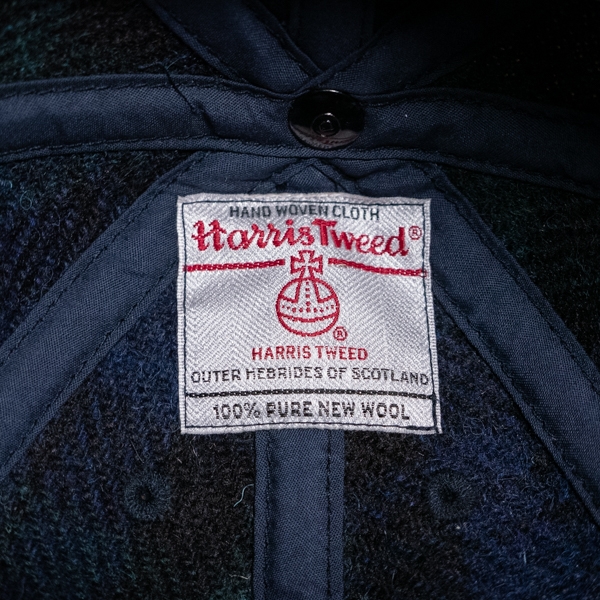 HAND WOVEN CLOTH
Harris Tweed®
®
HARRIS TWEED
OUTER HEBRIDES OF SCOTLAND
100% PURE NEW WOOL